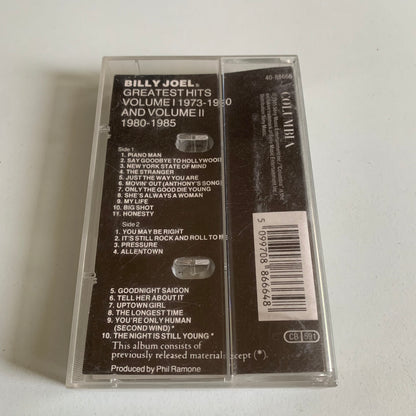 BILLY JOEL
GREATEST HITS
VOLUME I 1973-1980
AND VOLUME II
1980-1985
Side 1
1. PIANO MAN
2. SAY GOODBYE TO HOLLYWOOD
3. NEW YORK STATE OF MIND
4. THE STRANGER
5. JUST THE WAY YOU ARE
6. MOVIN' OUT (ANTHONY'S SONG)
7. ONLY THE GOOD DIE YOUNG
8. SHE'S ALWAYS A WOMAN
9. MY LIFE
10. BIG SHOT
11. HONESTY
Side 2
1. YOU MAY BE RIGHT
2. IT'S STILL ROCK AND ROLL TO ME
3. PRESSURE
4. ALLENTOWN
5. GOODNIGHT SAIGON
6. TELL HER ABOUT IT
7. UPTOWN GIRL
8. THE LONGEST TIME
9. YOU'RE ONLY HUMAN
(SECOND WIND) *
10. THE NIGHT IS STILL YOUNG *
This album consists of
previously released material except (*).
Produced by Phil Ramone
40-88666
COLUMBIA
5 099708 866648
CB 591